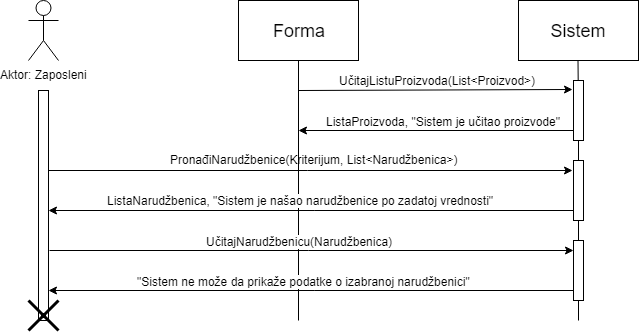 Forma
Sistem
Aktor: Zaposleni
UčitajListuProizvoda(List<Proizvod>)
ListaProizvoda, "Sistem je učitao proizvode"
PronađiNarudžbenice(Kriterijum, List<Narudžbenica>)
ListaNarudžbenica, "Sistem je našao narudžbenice po zadatoj vrednosti"
UčitajNarudžbenicu(Narudžbenica)
"Sistem ne može da prikaže podatke o izabranoj narudžbenici"